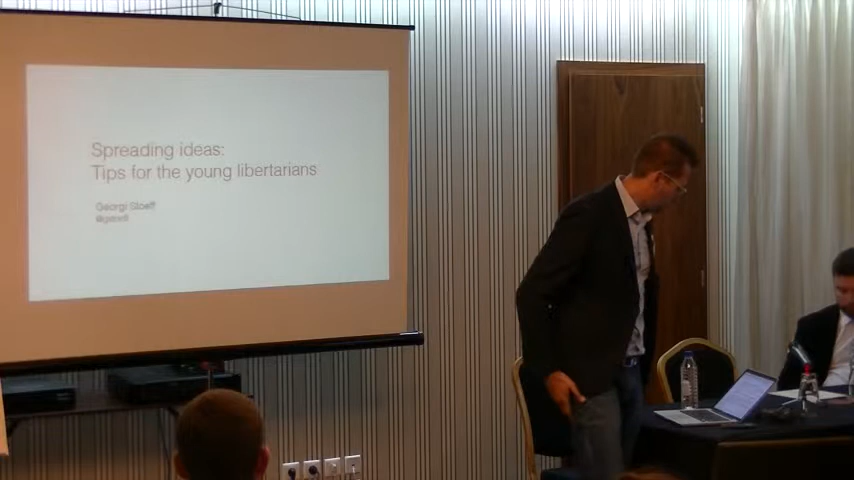 Spreading ideas:
Tips for the young libertarians
Georgi Stoeff